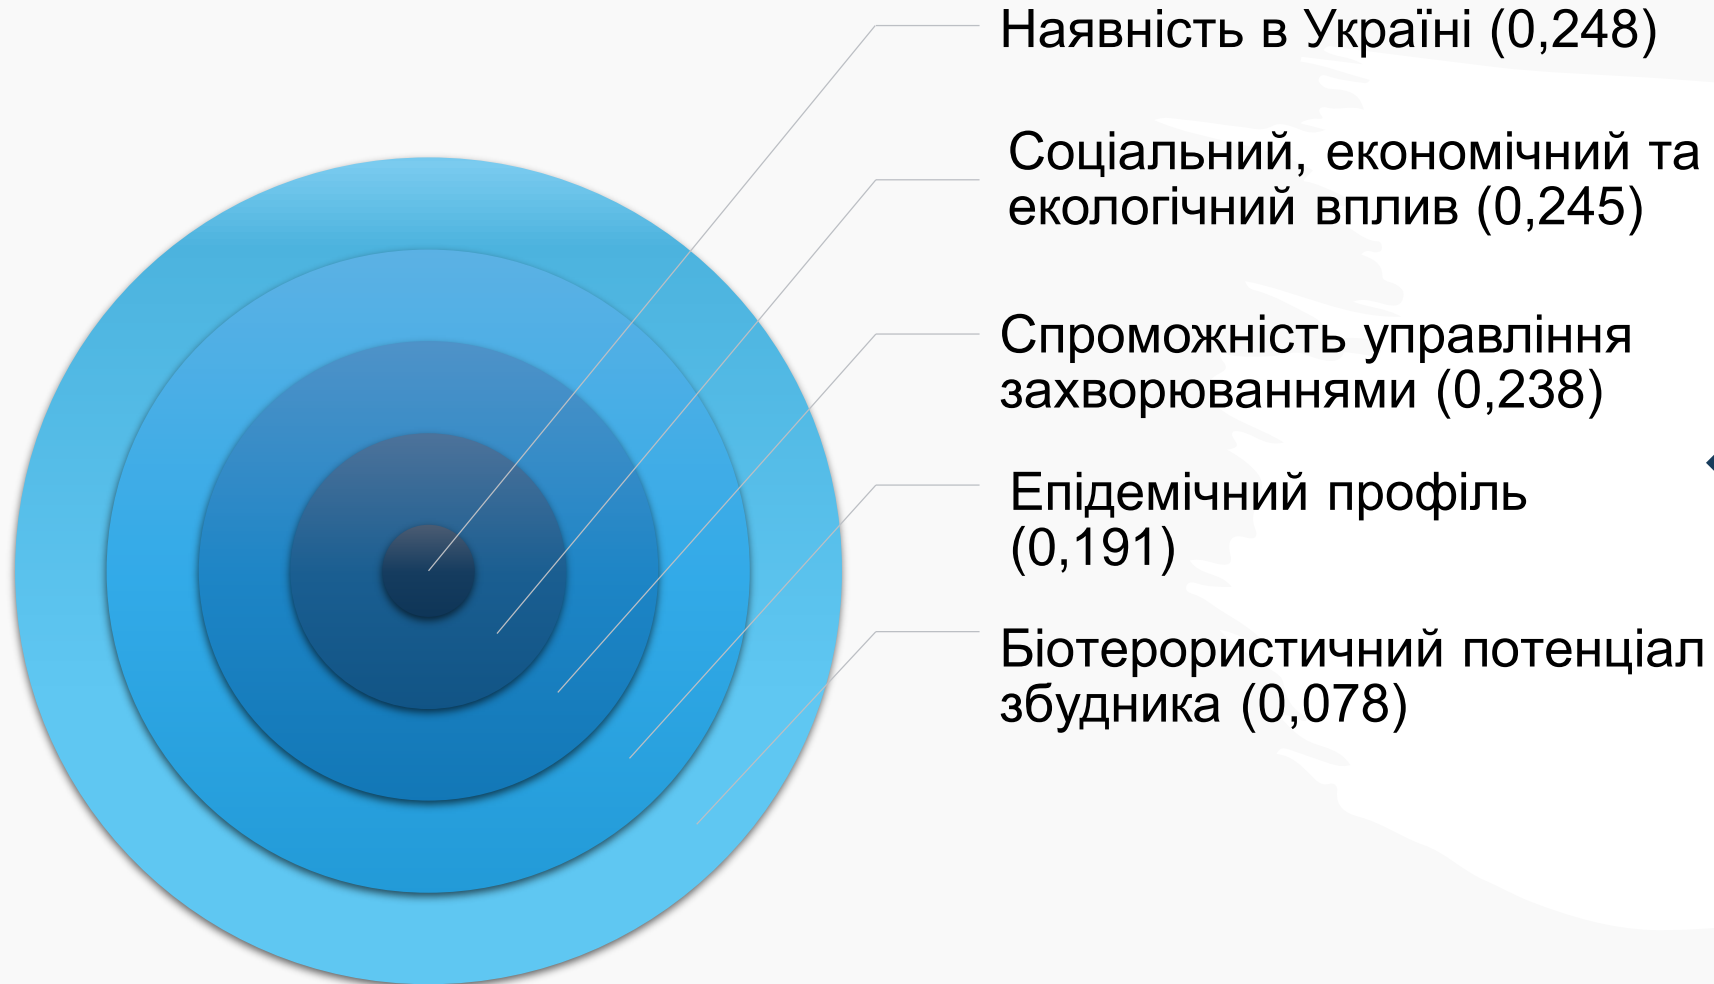 Наявність в Україні (0,248)
Соціальний, економічний та
екологічний вплив (0,245)
Спроможність управління
захворюваннями (0,238)
Епідемічний профіль
(0,191)
Біотерористичний потенціал
збудника (0,078)